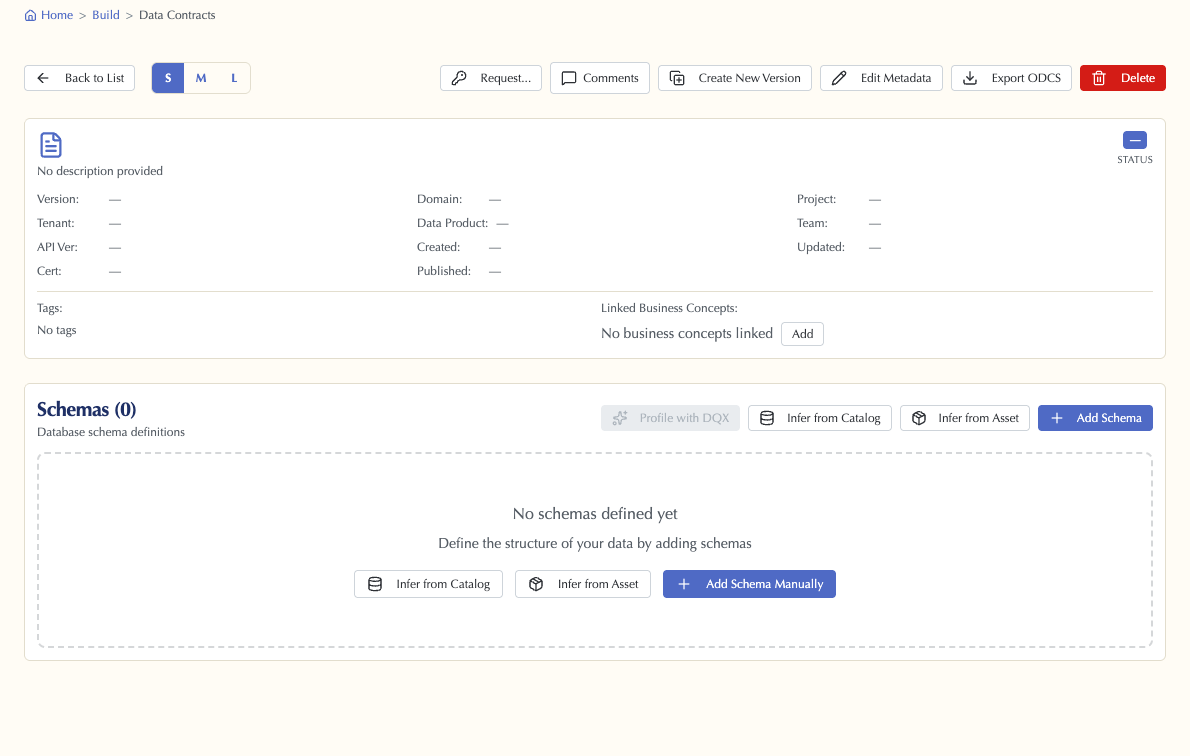 Home > Build > Data Contracts
Back to List S M L Request... Comments Create New Version Edit Metadata Export ODCS Delete
—
STATUS
No description provided
Version: — Domain: — Project: —
Tenant: — Data Product: — Team: —
API Ver: — Created: — Updated: —
Cert: — Published: —
Tags: Linked Business Concepts:
No tags No business concepts linked Add
Schemas (0)
Database schema definitions
Profile with DQX Infer from Catalog Infer from Asset Add Schema
No schemas defined yet
Define the structure of your data by adding schemas
Infer from Catalog Infer from Asset Add Schema Manually